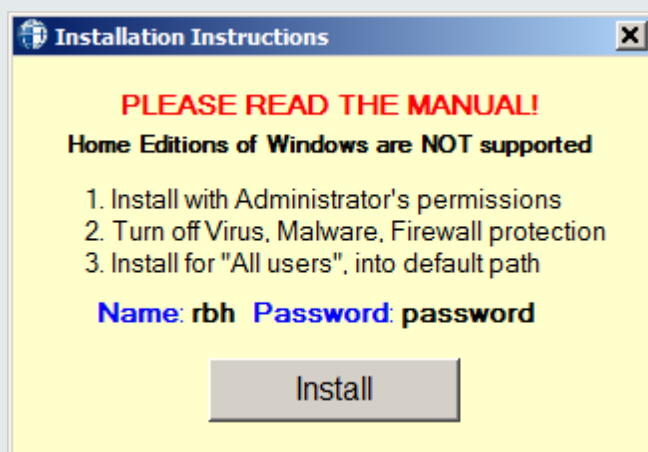 Installation Instructions
PLEASE READ THE MANUAL!
Home Editions of Windows are NOT supported
1. Install with Administrator's permissions
2. Turn off Virus, Malware, Firewall protection
3. Install for "All users", into default path
Name: rbh Password: password
Install